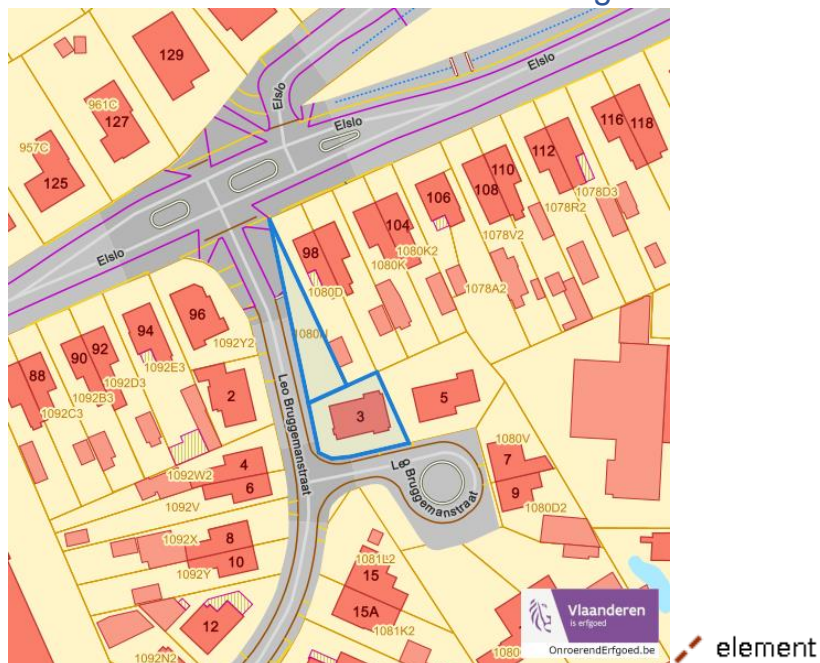 129
961C
127
957C
125
Elslo
Elslo
Elslo
Elslo
116
118
112
110
108
106
104
98
1078D3
1078R2
1078V2
1080K2
1080K
1078A2
1080D
96
94
92
90
88
1092Y2
1092E3
1092D3
1092B3
1092C3
2
3
5
Leo Bruggemanstraat
Leo Bruggemanstraat
1080V
7
9
1080D2
1092W2
4
6
1092V
1092X
8
10
1092Y
1081L2
15
15A
1081K2
12
1092N2
Vlaanderen
is erfgoed
OnroerendErfgoed.be
element